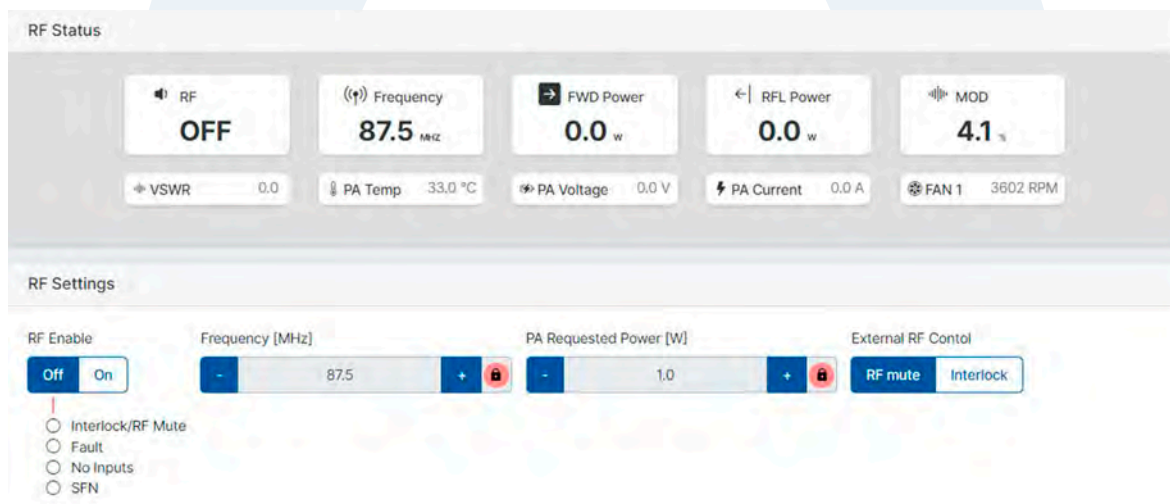 RF Status
RF
OFF
Frequency
87.5 MHZ
FWD Power
0.0 W
RFL Power
0.0 W
MOD
4.1 %
VSWR 0.0
PA Temp 33.0 °C
PA Voltage 0.0 V
PA Current 0.0 A
FAN 1 3602 RPM
RF Settings
RF Enable
Off On
Interlock/RF Mute
Fault
No Inputs
SFN
Frequency [MHz]
- 87.5 +
PA Requested Power [W]
- 1.0 +
External RF Contol
RF mute Interlock